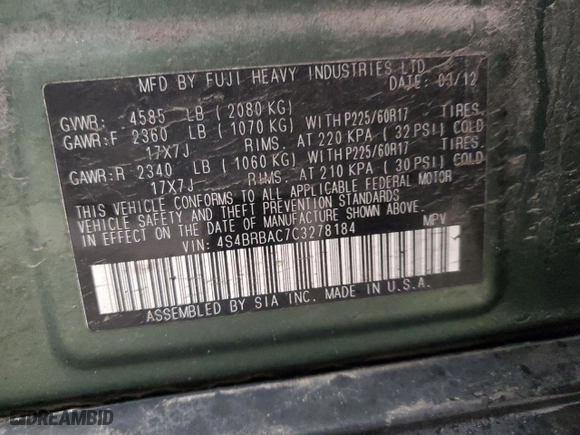 MFD BY FUJI HEAVY INDUSTRIES LTD
DATE: 03/12
GVWR: 4585 LB (2080 KG)
GAWR:F 2360 LB (1070 KG) WITH P225/60R17 TIRES.
17X7J RIMS. AT 220 KPA (32 PSI) COLD
GAWR:R 2340 LB (1060 KG) WITH P225/60R17 TIRES.
17X7J RIMS. AT 210 KPA (30 PSI) COLD
THIS VEHICLE CONFORMS TO ALL APPLICABLE FEDERAL MOTOR
VEHICLE SAFETY AND THEFT PREVENTION STANDARDS
IN EFFECT ON THE DATE OF MANUFACTURE SHOWN ABOVE.
VIN: 4S4BRBAC7C3278184 MPV
ASSEMBLED BY SIA INC. MADE IN U.S.A.
DREAMBID